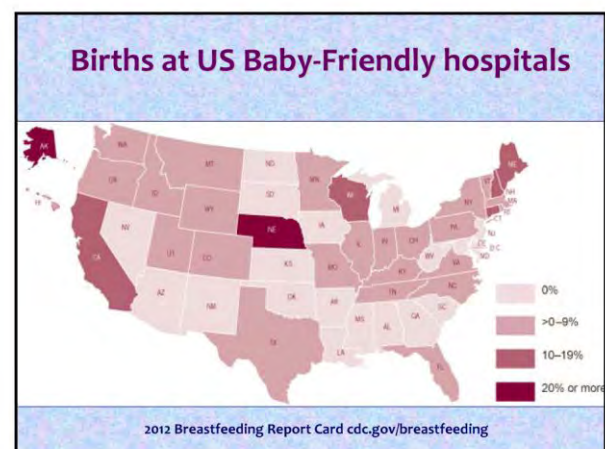 Births at US Baby-Friendly hospitals
AK
WA
MT
ND
MN
ME
OR
ID
SD
WI
MI
NY
VT
NH
MA
HI
WY
NE
IA
PA
CT
NJ
NV
UT
CO
IL
IN
OH
DC
CA
KS
MO
WV
VA
KY
AZ
NM
OK
AR
TN
NC
SC
TX
LA
MS
AL
GA
FL
0%
>0–9%
10–19%
20% or more
2012 Breastfeeding Report Card cdc.gov/breastfeeding